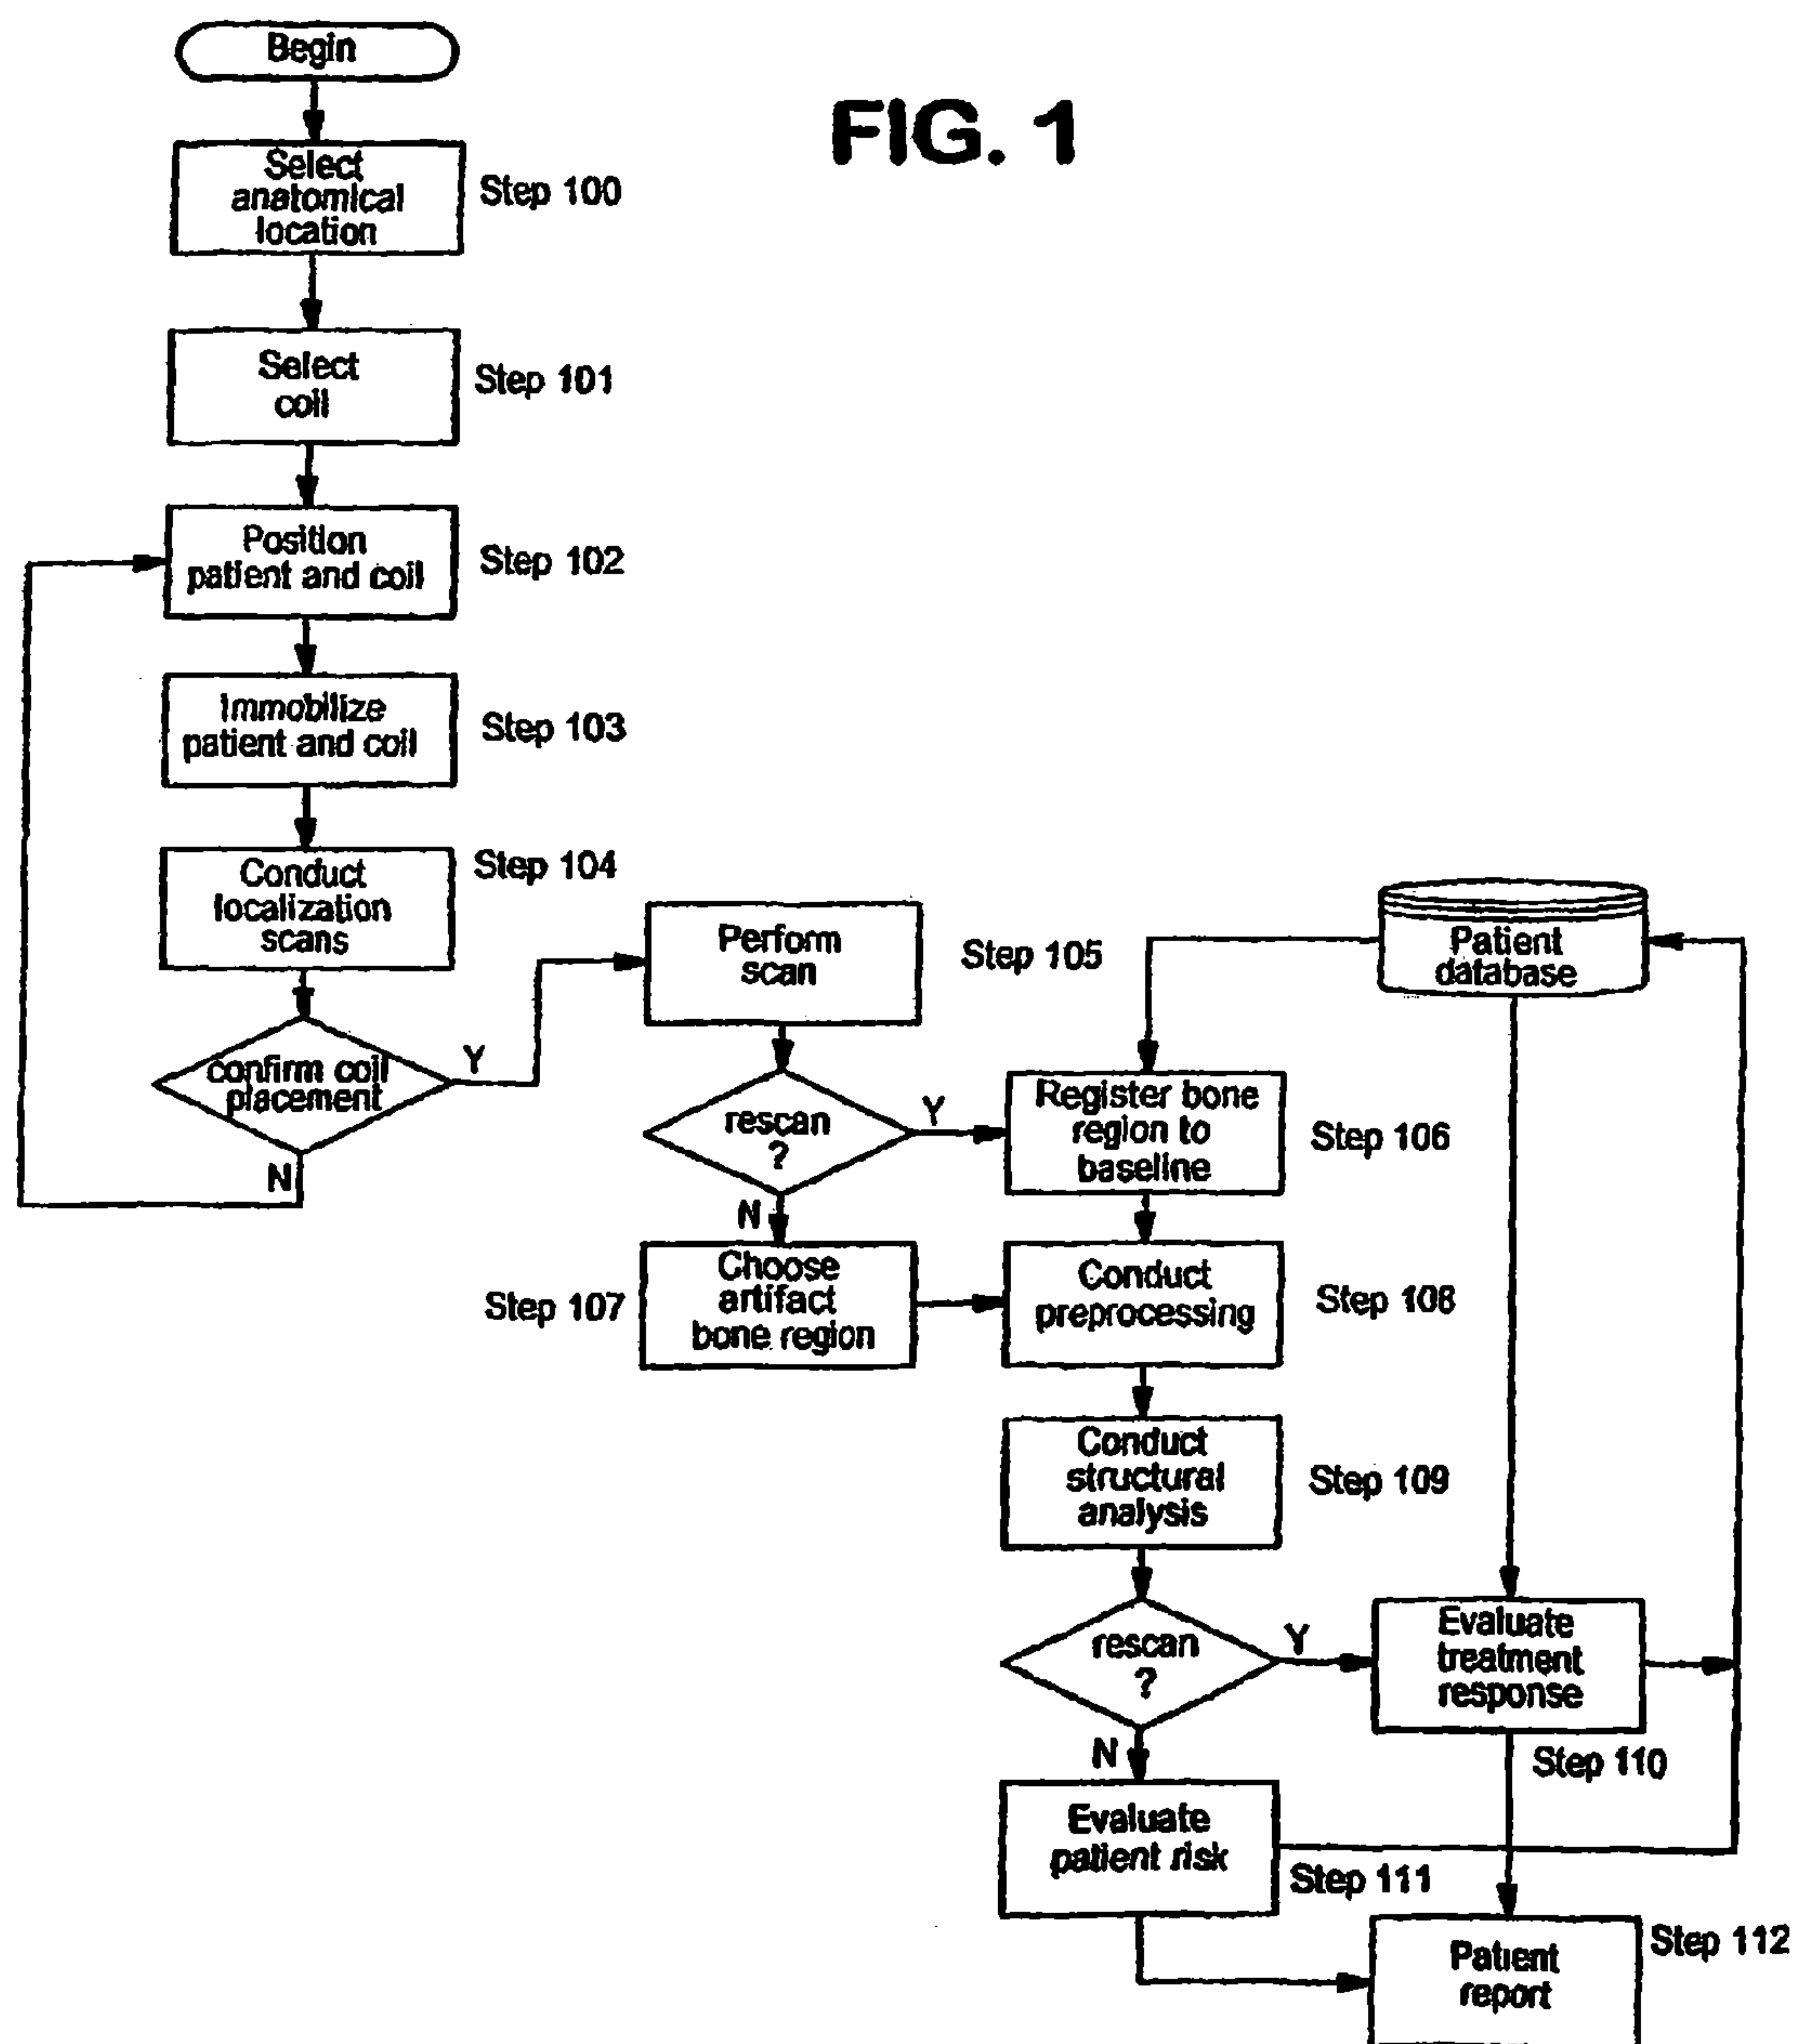 Begin
FIG. 1
Select
anatomical
location
Step 100
Select
coil
Step 101
Position
patient and coil
Step 102
Immobilize
patient and coil
Step 103
Conduct
localization
scans
Step 104
confirm coil
placement
Y
N
Perform
scan
Step 105
Patient
database
rescan
?
Y
N
Register bone
region to
baseline
Step 106
Step 107
Choose
artifact
bone region
Conduct
preprocessing
Step 108
Conduct
structural
analysis
Step 109
rescan
?
Y
N
Evaluate
treatment
response
Step 110
Evaluate
patient risk
Step 111
Patient
report
Step 112